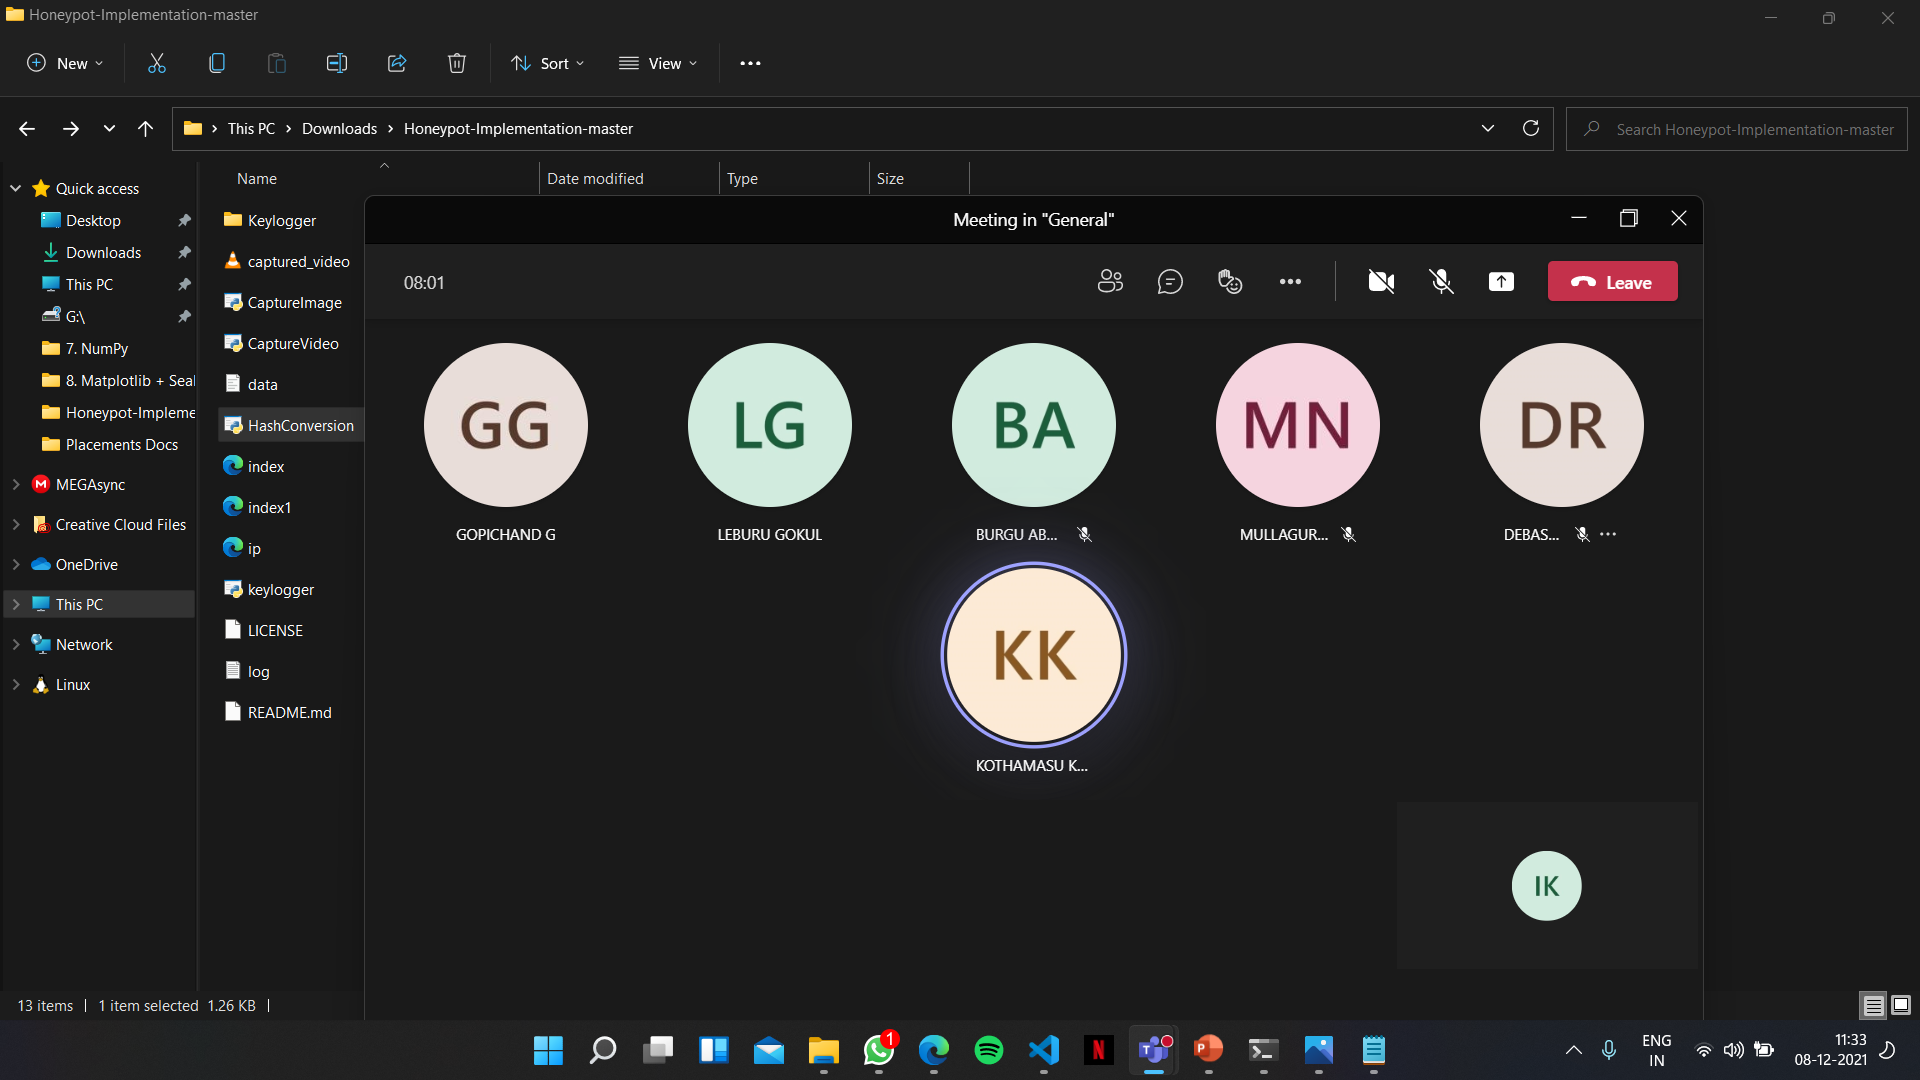 Honeypot-Implementation-master
New
Sort
View
This PC > Downloads > Honeypot-Implementation-master
Search Honeypot-Implementation-master
Name
Date modified
Type
Size
Quick access
Desktop
Downloads
This PC
G:\
7. NumPy
8. Matplotlib + Seal
Honeypot-Impleme
Placements Docs
MEGAsync
Creative Cloud Files
OneDrive
This PC
Network
Linux
Keylogger
captured_video
CaptureImage
CaptureVideo
data
HashConversion
index
index1
ip
keylogger
LICENSE
log
README.md
Meeting in "General"
08:01
Leave
GG
LG
BA
MN
DR
GOPICHAND G
LEBURU GOKUL
BURGU AB...
MULLAGUR...
DEBAS...
KK
KOTHAMASU K...
IK
13 items
1 item selected 1.26 KB
1
ENG
IN
11:33
08-12-2021